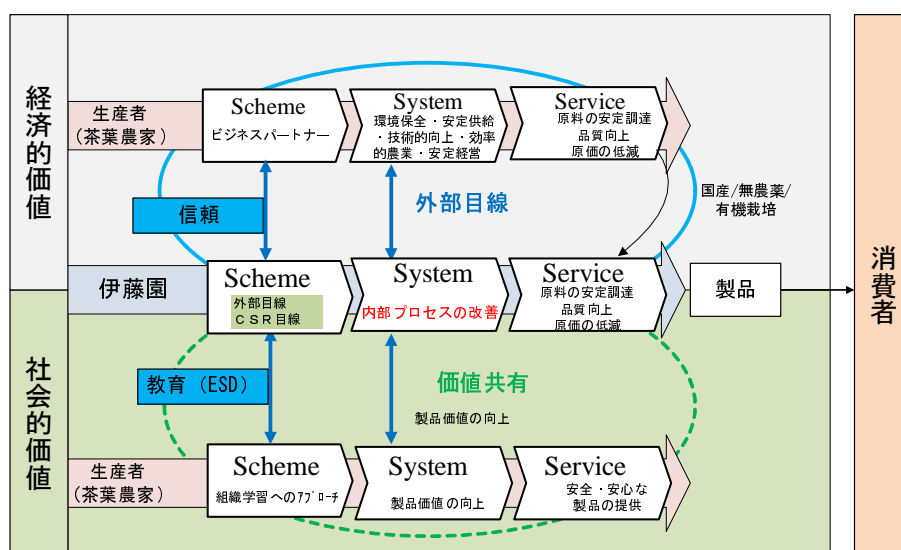 経済的価値
生産者
(茶葉農家)
Scheme
ビジネスパートナー
System
環境保全・安定供給
・技術的向上・効率
的農業・安定経営
Service
原料の安定調達
品質向上
原価の低減
信頼
外部目線
国産/無農薬/
有機栽培
伊藤園
Scheme
外部目線
CSR目線
System
内部プロセスの改善
Service
原料の安定調達
品質向上
原価の低減
製品
消費者
社会的価値
教育（ESD）
価値共有
製品価値の向上
生産者
(茶葉農家)
Scheme
組織学習へのｱﾌﾟﾛｰﾁ
System
製品価値の向上
Service
安全・安心な
製品の提供